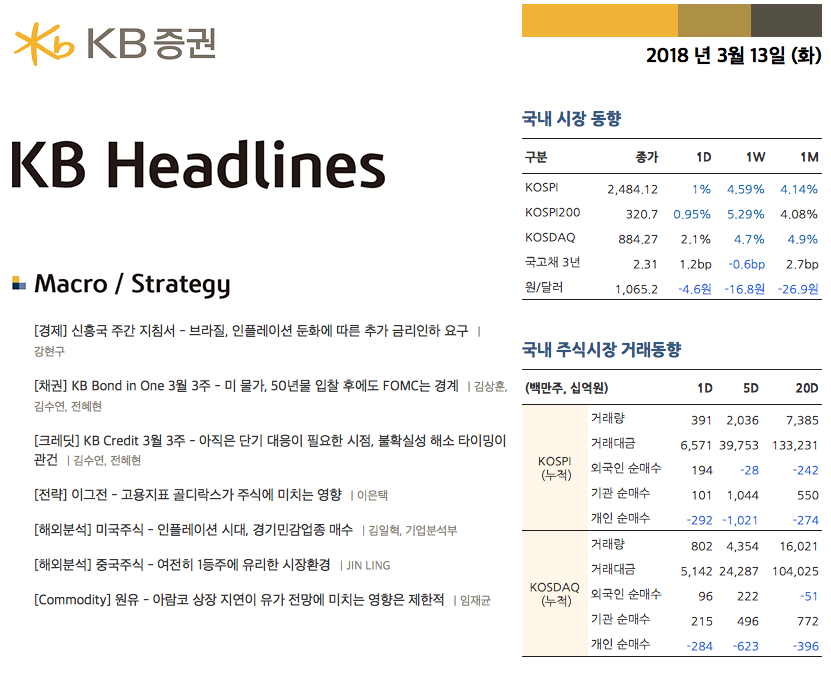 KB 증권
2018 년 3월 13일 (화)
KB Headlines
Macro / Strategy
[경제] 신흥국 주간 지침서 – 브라질, 인플레이션 둔화에 따른 추가 금리인하 요구 |
강현구
[채권] KB Bond in One 3월 3주 – 미 물가, 50년물 입찰 후에도 FOMC는 경계 | 김상훈,
김수연, 전혜현
[크레딧] KB Credit 3월 3주 – 아직은 단기 대응이 필요한 시점, 불확실성 해소 타이밍이
관건 | 김수연, 전혜현
[전략] 이그전 – 고용지표 골디락스가 주식에 미치는 영향 | 이은택
[해외분석] 미국주식 – 인플레이션 시대, 경기민감업종 매수 | 김일혁, 기업분석부
[해외분석] 중국주식 – 여전히 1등주에 유리한 시장환경 | JIN LING
[Commodity] 원유 – 아람코 상장 지연이 유가 전망에 미치는 영향은 제한적 | 임재균
국내 시장 동향
구분 종가 1D 1W 1M
KOSPI 2,484.12 1% 4.59% 4.14%
KOSPI200 320.7 0.95% 5.29% 4.08%
KOSDAQ 884.27 2.1% 4.7% 4.9%
국고채 3년 2.31 1.2bp -0.6bp 2.7bp
원/달러 1,065.2 -4.6원 -16.8원 -26.9원
국내 주식시장 거래동향
(백만주, 십억원) 1D 5D 20D
KOSPI
(누적)
거래량 391 2,036 7,385
거래대금 6,571 39,753 133,231
외국인 순매수 194 -28 -242
기관 순매수 101 1,044 550
개인 순매수 -292 -1,021 -274
KOSDAQ
(누적)
거래량 802 4,354 16,021
거래대금 5,142 24,287 104,025
외국인 순매수 96 222 -51
기관 순매수 215 496 772
개인 순매수 -284 -623 -396